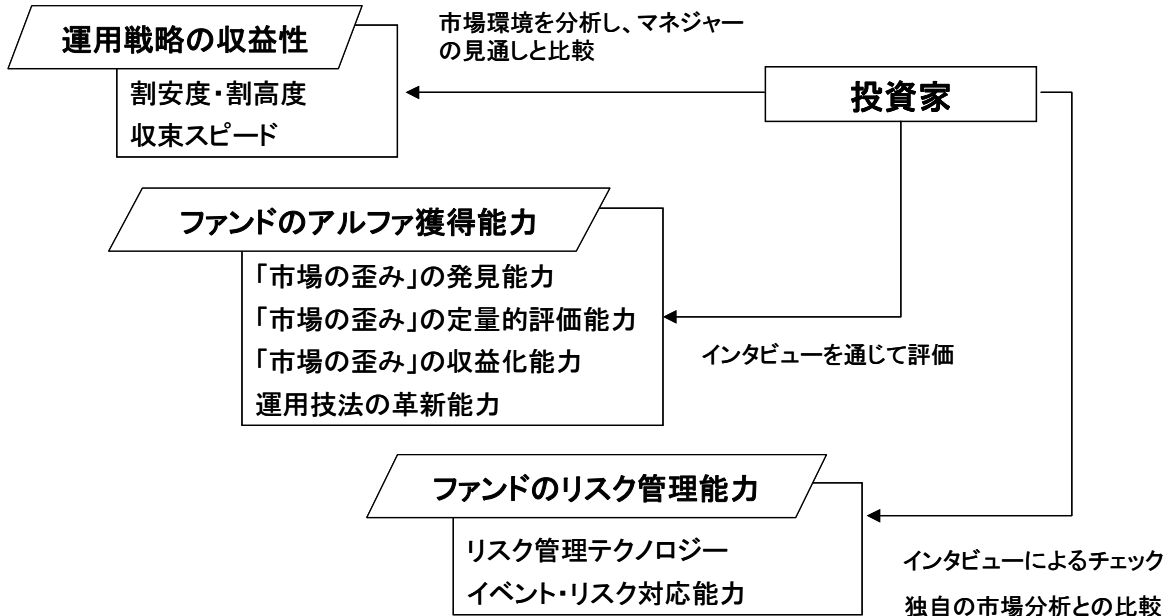 運用戦略の収益性
割安度・割高度
収束スピード
市場環境を分析し、マネジャー
の見通しと比較
投資家
ファンドのアルファ獲得能力
「市場の歪み」の発見能力
「市場の歪み」の定量的評価能力
「市場の歪み」の収益化能力
運用技法の革新能力
インタビューを通じて評価
ファンドのリスク管理能力
リスク管理テクノロジー
イベント・リスク対応能力
インタビューによるチェック
独自の市場分析との比較